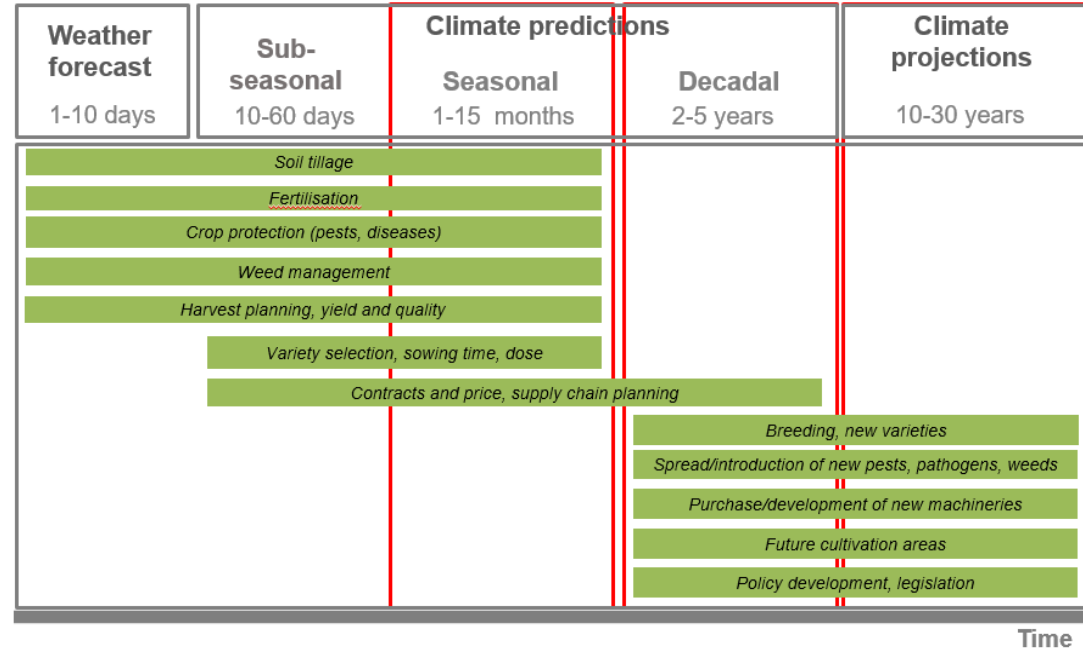 Weather
forecast
1-10 days
Climate predictions
Sub-
seasonal
10-60 days
Seasonal
1-15 months
Decadal
2-5 years
Climate
projections
10-30 years
Soil tillage
Fertilisation
Crop protection (pests, diseases)
Weed management
Harvest planning, yield and quality
Variety selection, sowing time, dose
Contracts and price, supply chain planning
Breeding, new varieties
Spread/introduction of new pests, pathogens, weeds
Purchase/development of new machineries
Future cultivation areas
Policy development, legislation
Time